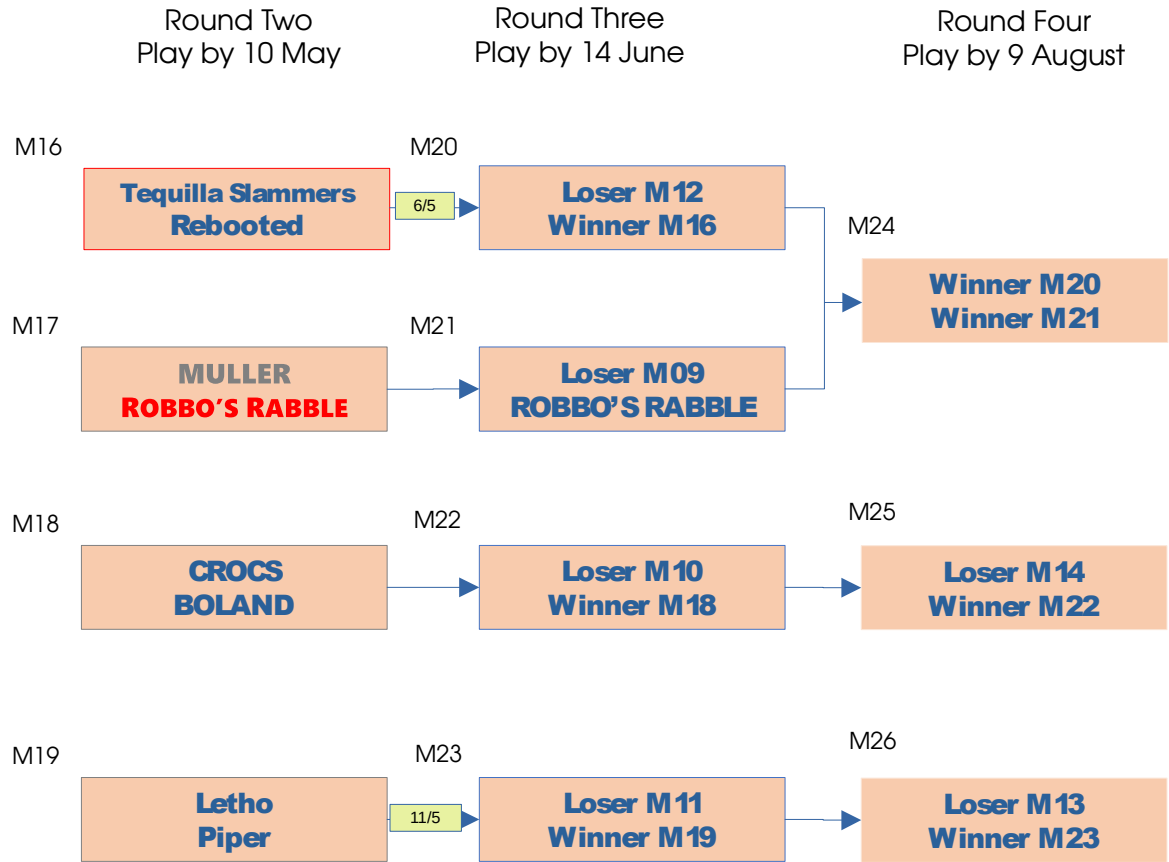 Round Two
Play by 10 May
Round Three
Play by 14 June
Round Four
Play by 9 August
M16
Tequilla Slammers
Rebooted
6/5
M20
Loser M12
Winner M16
M24
Winner M20
Winner M21
M17
MULLER
ROBBO'S RABBLE
M21
Loser M09
ROBBO'S RABBLE
M18
CROCS
BOLAND
M22
Loser M10
Winner M18
M25
Loser M14
Winner M22
M19
Letho
Piper
11/5
M23
Loser M11
Winner M19
M26
Loser M13
Winner M23